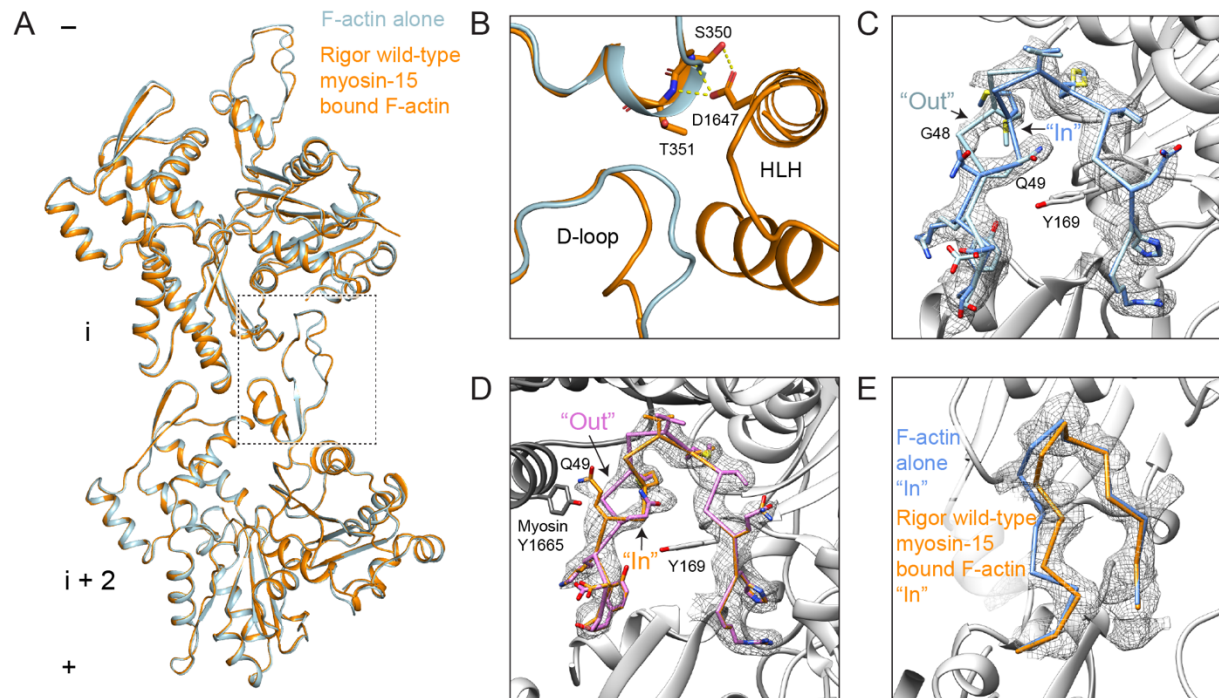 A
–
F-actin alone
Rigor wild-type
myosin-15
bound F-actin
i
i + 2
+
B
S350
D1647
T351
HLH
D-loop
C
“Out”
G48
“In”
Q49
Y169
D
“Out”
Q49
Myosin
Y1665
“In”
Y169
E
F-actin
alone
“In”
Rigor wild-type
myosin-15
bound F-actin
“In”